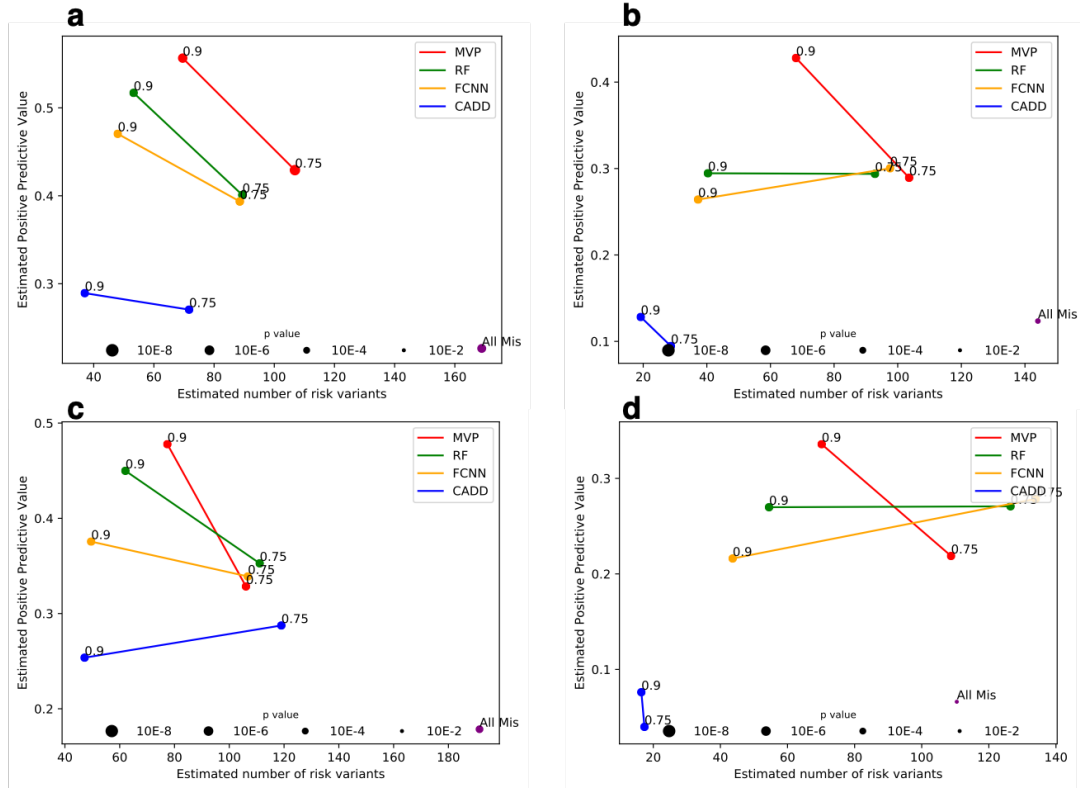 a
0.9
0.9
0.9
0.75
0.75
0.75
0.9
0.75
MVP
RF
FCNN
CADD
0.5
0.4
0.3
Estimated Positive Predictive Value
p value
10E-8
10E-6
10E-4
10E-2
All Mis
40
60
80
100
120
140
160
Estimated number of risk variants
b
0.9
0.9
0.9
0.75
0.75
0.75
0.9
0.75
MVP
RF
FCNN
CADD
0.4
0.3
0.2
0.1
Estimated Positive Predictive Value
p value
10E-8
10E-6
10E-4
10E-2
All Mis
20
40
60
80
100
120
140
Estimated number of risk variants
c
0.9
0.9
0.9
0.75
0.75
0.75
0.75
0.9
MVP
RF
FCNN
CADD
0.5
0.4
0.3
0.2
Estimated Positive Predictive Value
p value
10E-8
10E-6
10E-4
10E-2
All Mis
40
60
80
100
120
140
160
180
Estimated number of risk variants
d
0.9
0.9
0.9
0.75
0.75
0.75
0.9
0.75
MVP
RF
FCNN
CADD
0.3
0.2
0.1
Estimated Positive Predictive Value
p value
10E-8
10E-6
10E-4
10E-2
All Mis
20
40
60
80
100
120
140
Estimated number of risk variants